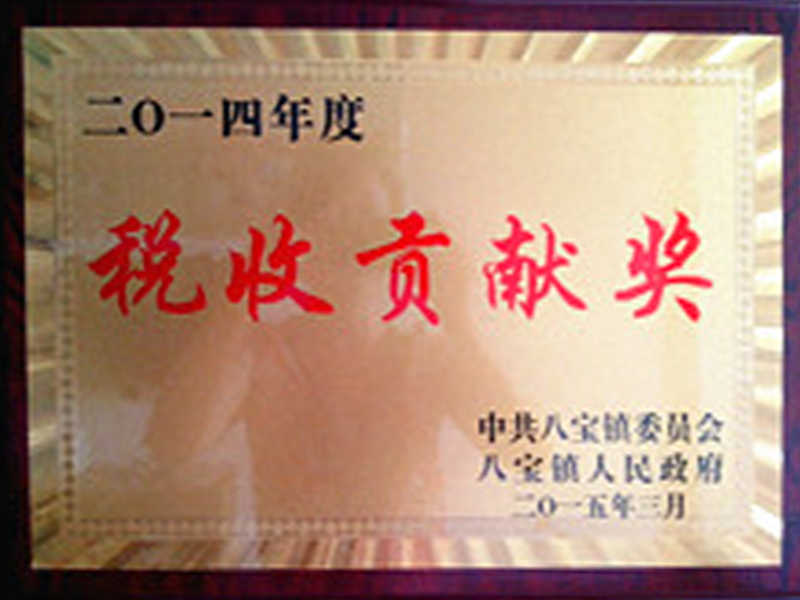 二O一四年度
税收贡献奖
中共八宝镇委员会
八宝镇人民政府
二O一五年三月